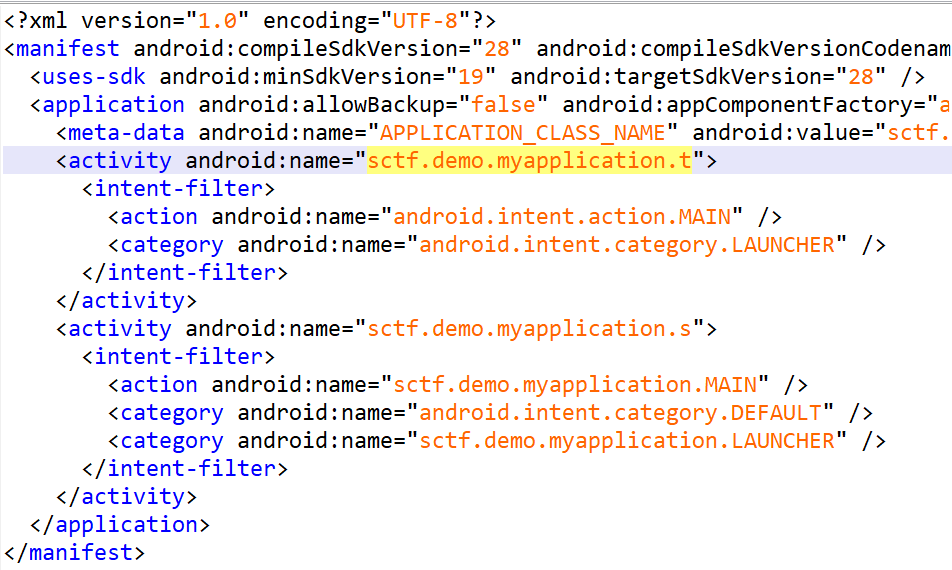 <?xml version="1.0" encoding="UTF-8"?>
<manifest android:compileSdkVersion="28" android:compileSdkVersionCodenam
<uses-sdk android:minSdkVersion="19" android:targetSdkVersion="28" />
<application android:allowBackup="false" android:appComponentFactory="a
<meta-data android:name="APPLICATION_CLASS_NAME" android:value="sctf.
<activity android:name="sctf.demo.myapplication.t">
<intent-filter>
<action android:name="android.intent.action.MAIN" />
<category android:name="android.intent.category.LAUNCHER" />
</intent-filter>
</activity>
<activity android:name="sctf.demo.myapplication.s">
<intent-filter>
<action android:name="sctf.demo.myapplication.MAIN" />
<category android:name="android.intent.category.DEFAULT" />
<category android:name="sctf.demo.myapplication.LAUNCHER" />
</intent-filter>
</activity>
</application>
</manifest>